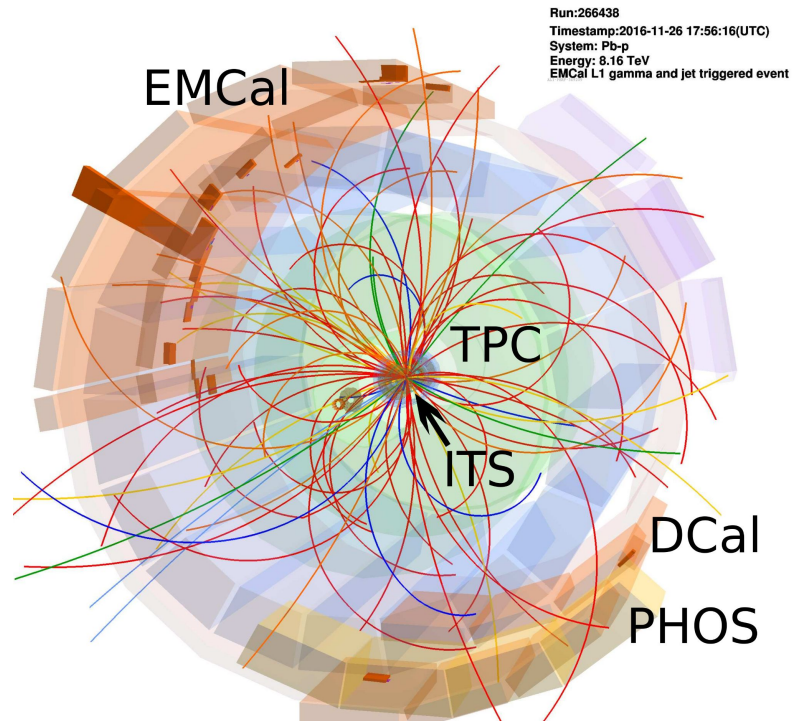 Run:266438
Timestamp:2016-11-26 17:56:16(UTC)
System: Pb-p
Energy: 8.16 TeV
EMCal L1 gamma and jet triggered event
EMCal
TPC
ITS
DCal
PHOS